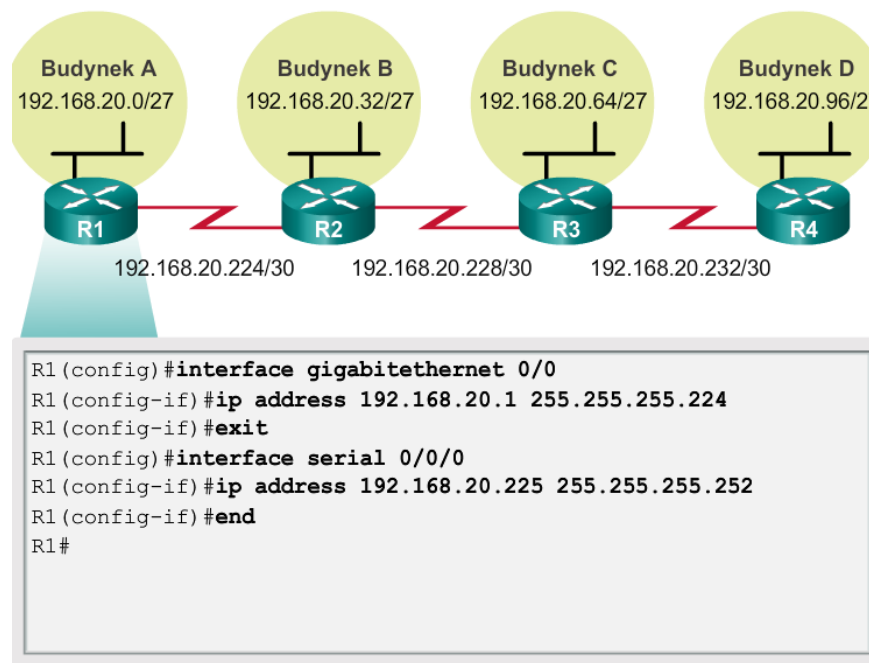 Budynek A
192.168.20.0/27
Budynek B
192.168.20.32/27
Budynek C
192.168.20.64/27
Budynek D
192.168.20.96/2
R1
R2
R3
R4
192.168.20.224/30
192.168.20.228/30
192.168.20.232/30
R1(config)#interface gigabitethernet 0/0
R1(config-if)#ip address 192.168.20.1 255.255.255.224
R1(config-if)#exit
R1(config)#interface serial 0/0/0
R1(config-if)#ip address 192.168.20.225 255.255.255.252
R1(config-if)#end
R1#